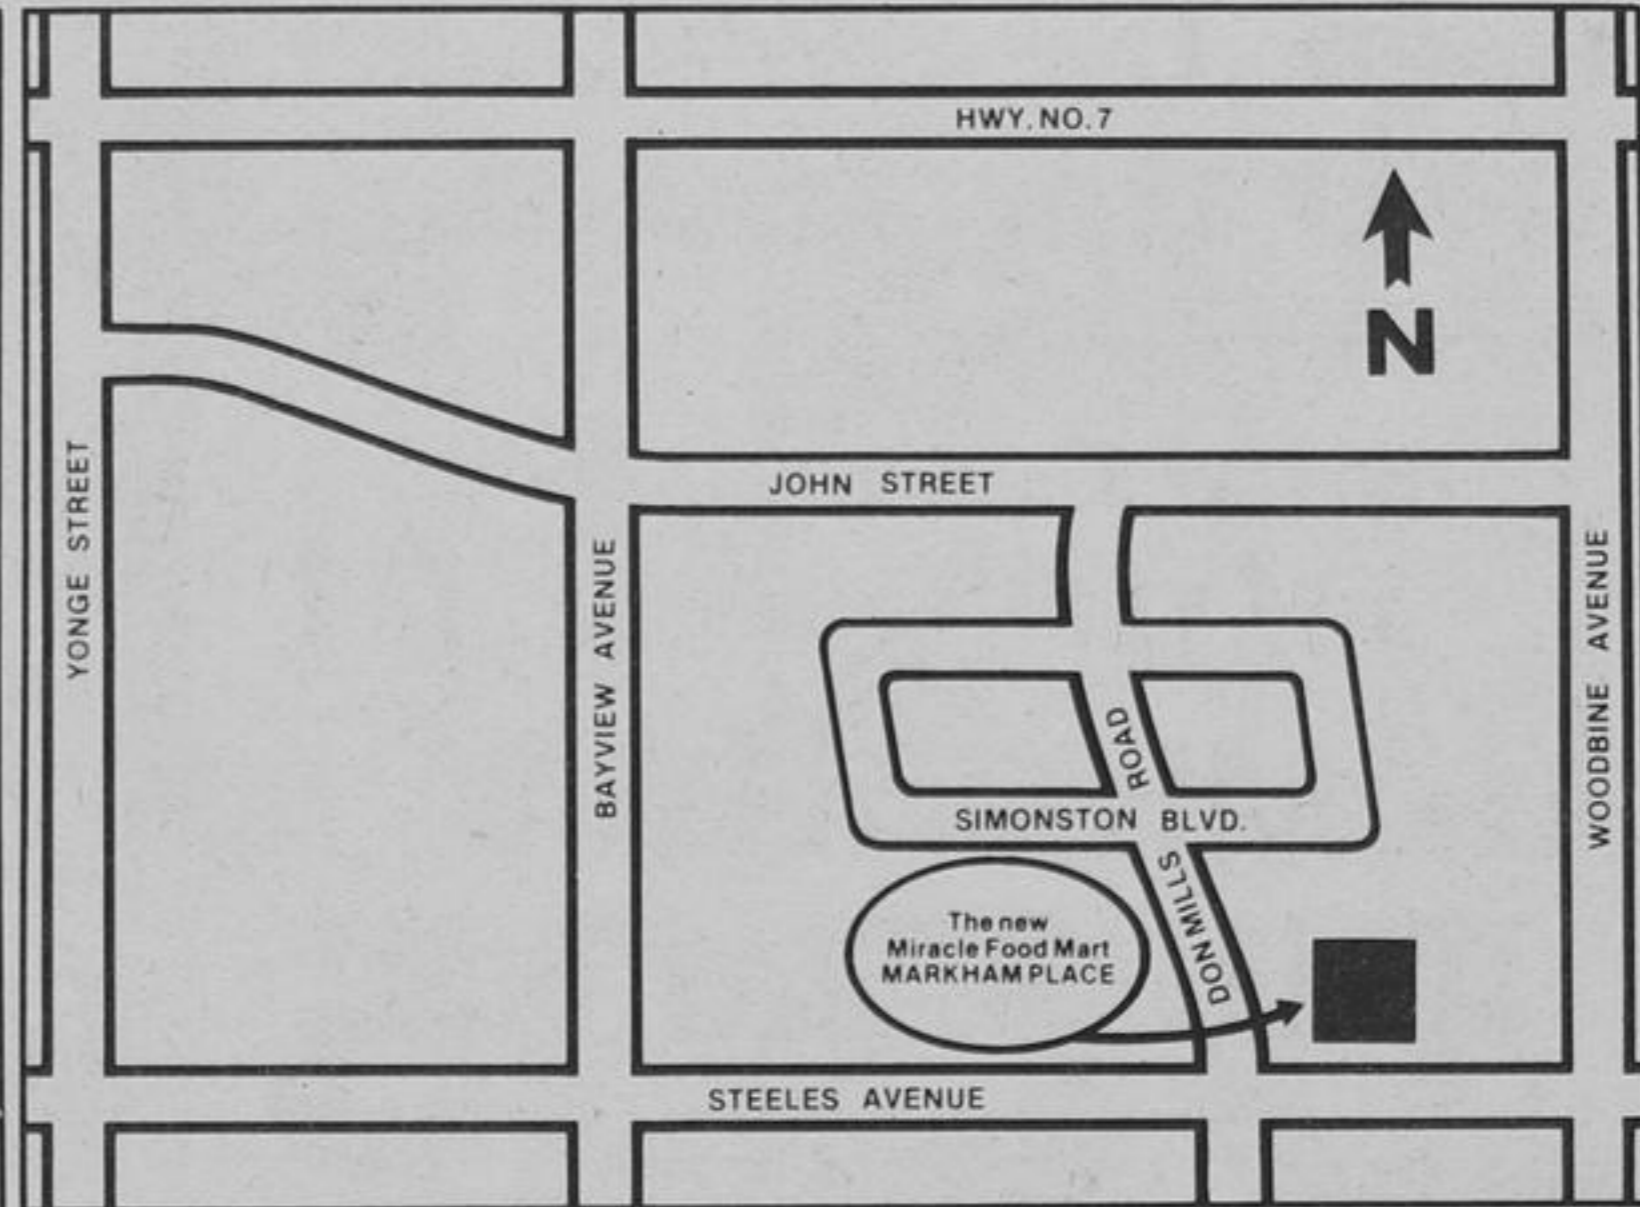 HWY. NO. 7
N
YONGE STREET
JOHN STREET
BAYVIEW AVENUE
WOODBINE AVENUE
ROAD
SIMONSTON BLVD.
DON MILLS
The new
Miracle Food Mart
MARKHAM PLACE
STEELES AVENUE